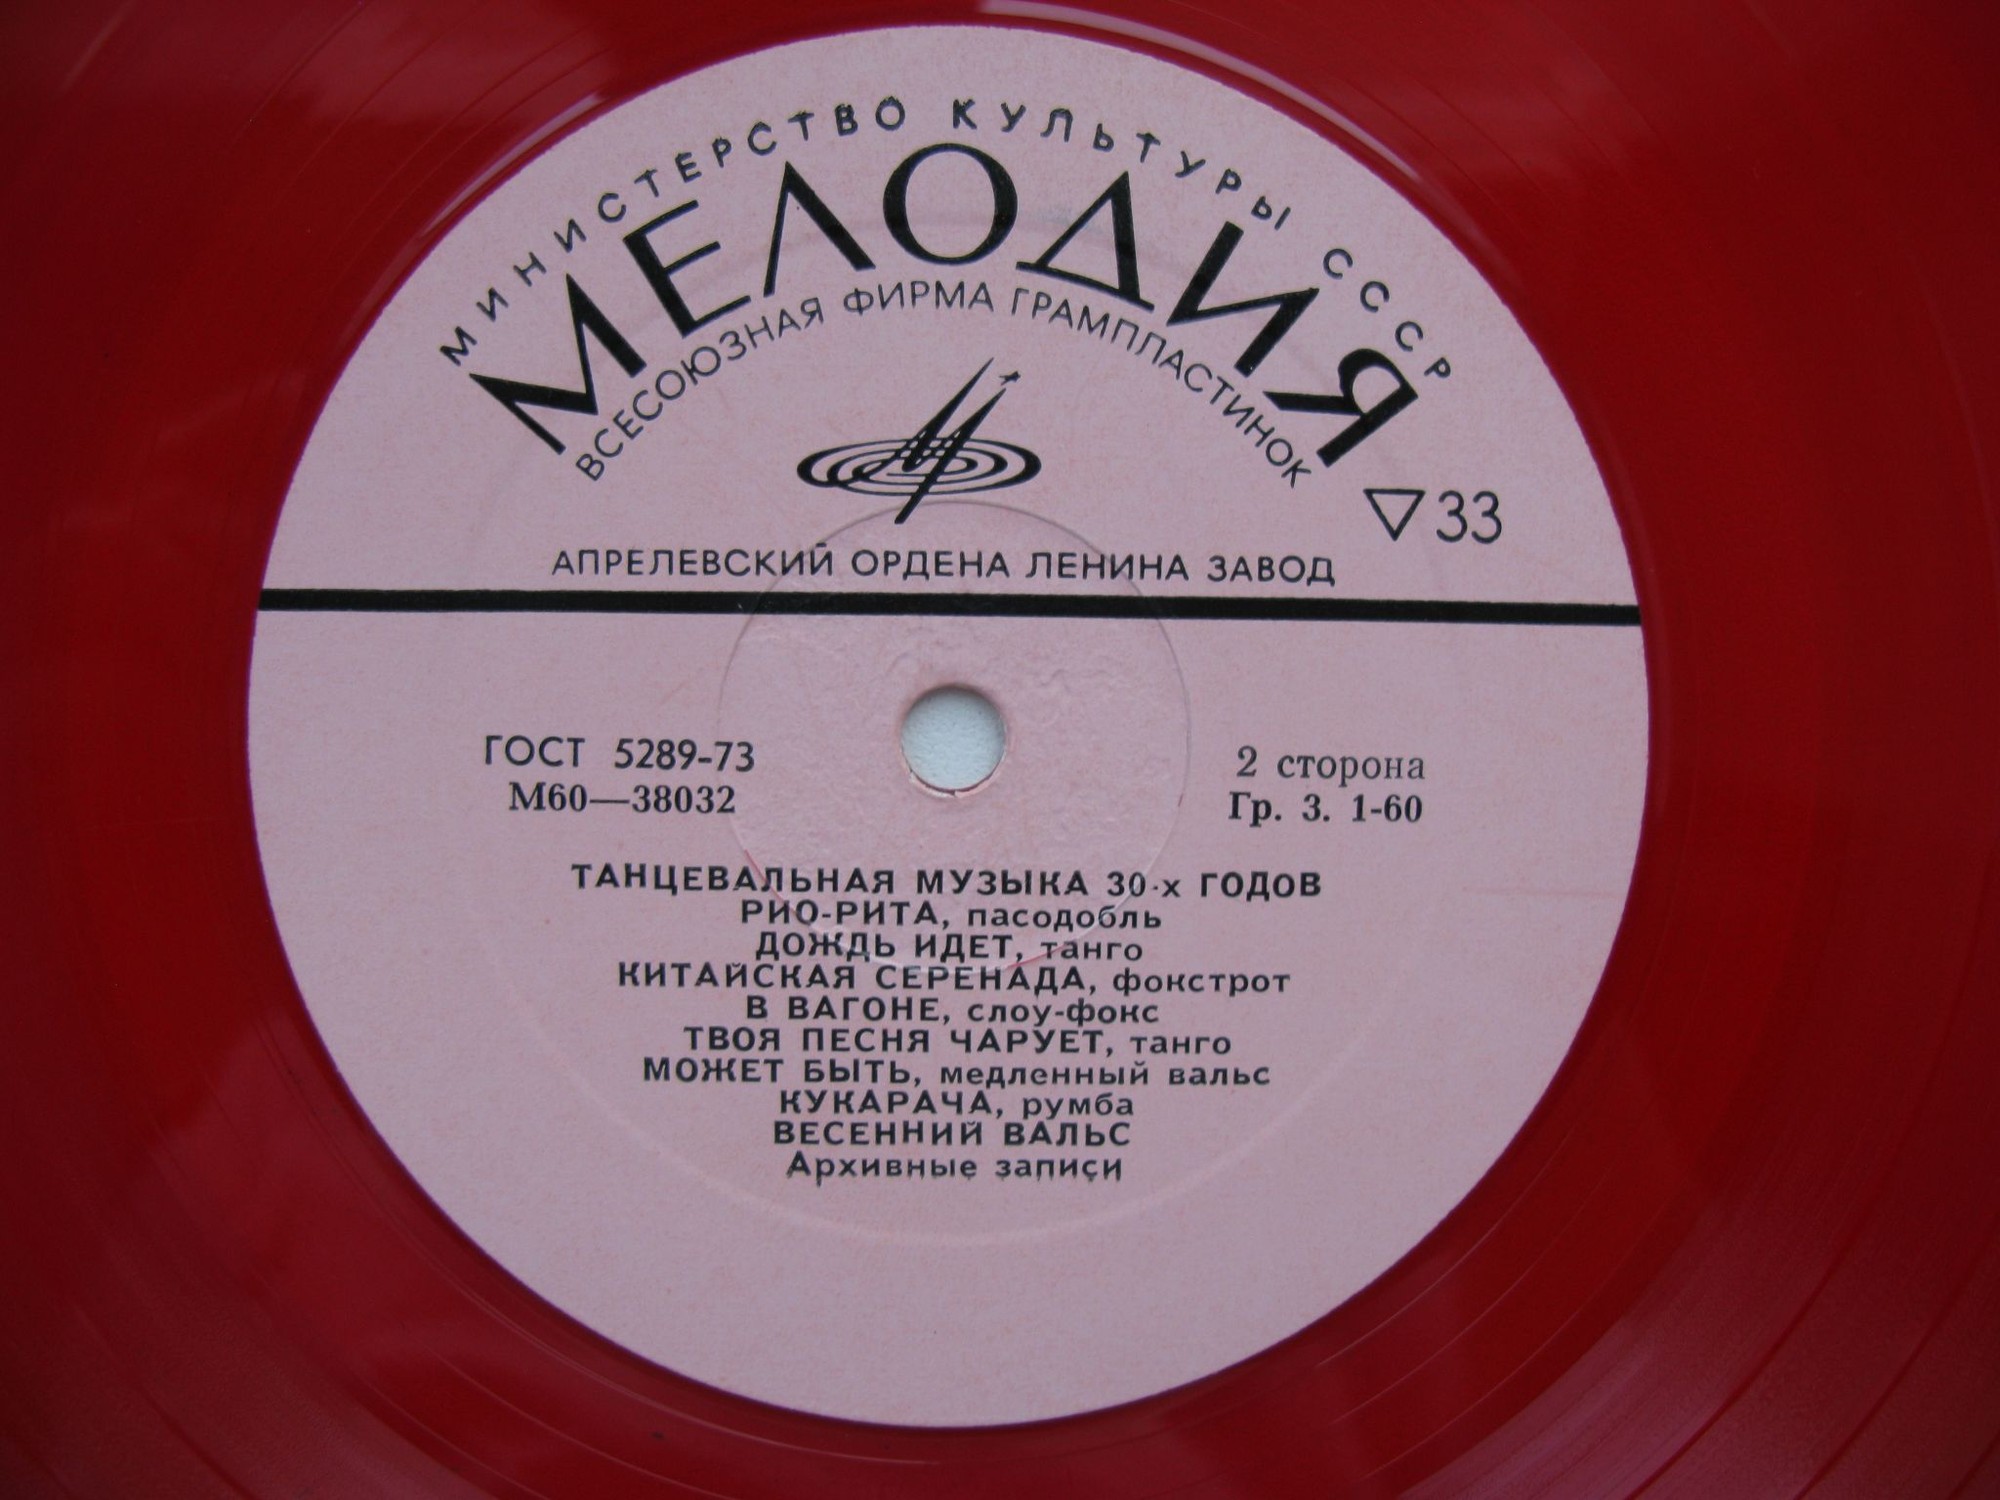 МИНИСТЕРСТВО КУЛЬТУРЫ СССР
МЕЛОДИЯ
ВСЕСОЮЗНАЯ ФИРМА ГРАМПЛАСТИНОК
▽33
АПРЕЛЕВСКИЙ ОРДЕНА ЛЕНИНА ЗАВОД
ГОСТ 5289-73
М60—38032
2 сторона
Гр. 3. 1-60
ТАНЦЕВАЛЬНАЯ МУЗЫКА 30-х ГОДОВ
РИО-РИТА, пасодобль
ДОЖДЬ ИДЕТ, танго
КИТАЙСКАЯ СЕРЕНАДА, фокстрот
В ВАГОНЕ, слоу-фокс
ТВОЯ ПЕСНЯ ЧАРУЕТ, танго
МОЖЕТ БЫТЬ, медленный вальс
КУКАРАЧА, румба
ВЕСЕННИЙ ВАЛЬС
Архивные записи